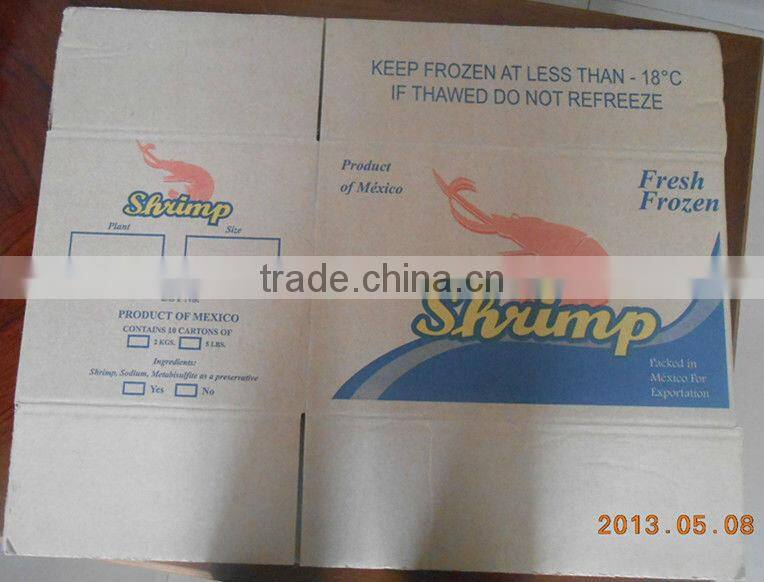 KEEP FROZEN AT LESS THAN - 18°C
IF THAWED DO NOT REFREEZE
Shrimp
Plant
Size
PRODUCT OF MEXICO
CONTAINS 10 CARTONS OF
2 KGS.
5 LBS.
Ingredients:
Shrimp, Sodium, Metabisulfite as a preservative
Yes
No
Product
of México
Fresh
Frozen
Shrimp
Packed in
México For
Exportation
trade.china.cn
2013.05.08